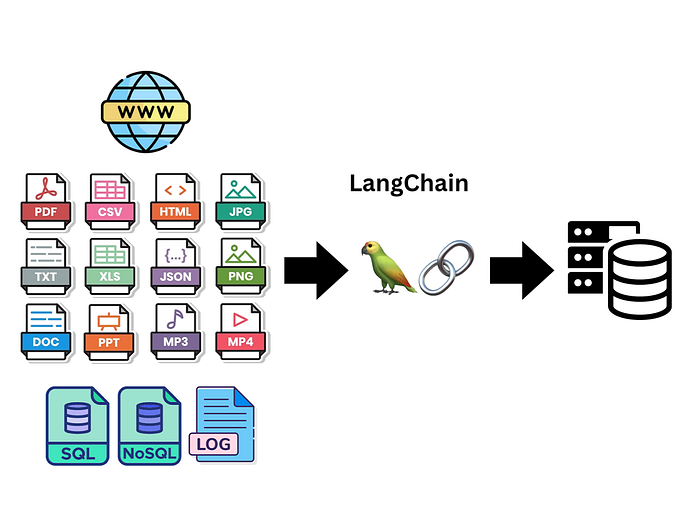 WWW
LangChain
PDF CSV HTML JPG
TXT XLS {...} JSON PNG
DOC PPT MP3 MP4
SQL NoSQL LOG